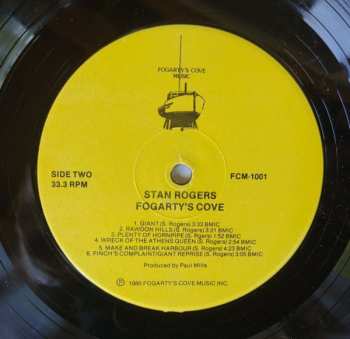 FOGARTY'S COVE
MUSIC
SIDE TWO
33.3 RPM
FCM-1001
STAN ROGERS
FOGARTY'S COVE
1. GIANT (S. Rogers) 3:33 BMIC
2. RAWDON HILLS (S. Rogers) 3:31 BMIC
3. PLENTY OF HORNPIPE (S. Rogers) 1:52 BMIC
4. WRECK OF THE ATHENS QUEEN (S. Rogers) 2:54 BMIC
5. MAKE AND BREAK HARBOUR (S. Rogers) 4:23 BMIC
6. FINCH'S COMPLAINT/GIANT REPRISE (S. Rogers) 3:05 BMIC
Produced by Paul Mills
© 1980 FOGARTY'S COVE MUSIC INC.